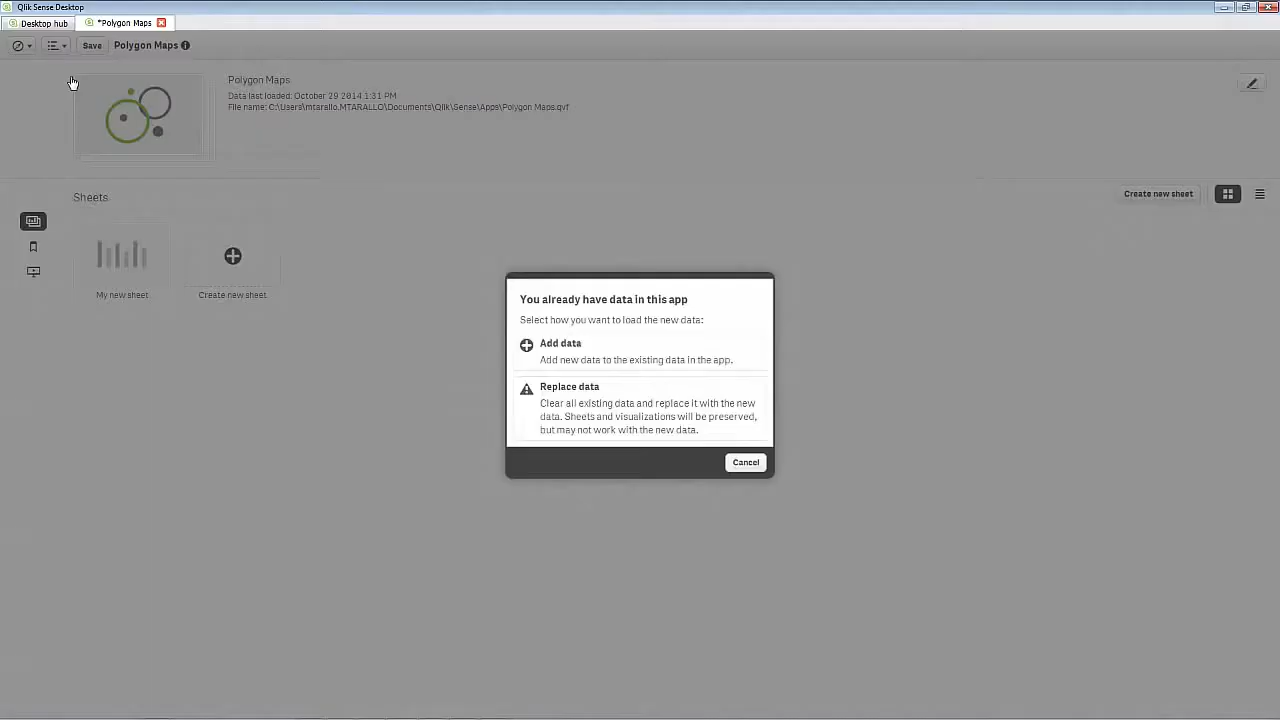 Qlik Sense Desktop
Desktop hub
*Polygon Maps
Save
Polygon Maps
Polygon Maps
Data last loaded: October 29 2014 1:31 PM
File name: C:\Users\mtarallo.MTARALLO\Documents\Qlik\Sense\Apps\Polygon Maps.qvf
Sheets
Create new sheet
My new sheet
Create new sheet
You already have data in this app
Select how you want to load the new data:
Add data
Add new data to the existing data in the app.
Replace data
Clear all existing data and replace it with the new
data. Sheets and visualizations will be preserved,
but may not work with the new data.
Cancel